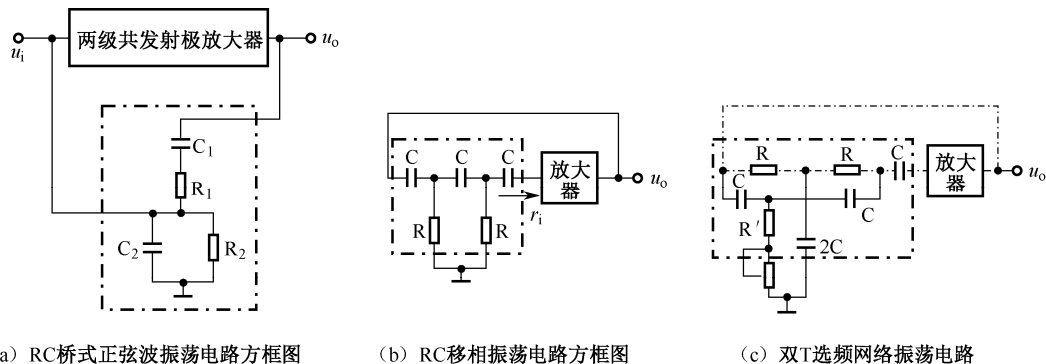 两级共发射极放大器
uᵢ
uₒ
C₁
R₁
C₂
R₂
a）RC桥式正弦波振荡电路方框图
C
C
C
放大器
uₒ
rᵢ
R
R
（b）RC移相振荡电路方框图
R
R
C
放大器
uₒ
C
C
R′
2C
（c）双T选频网络振荡电路